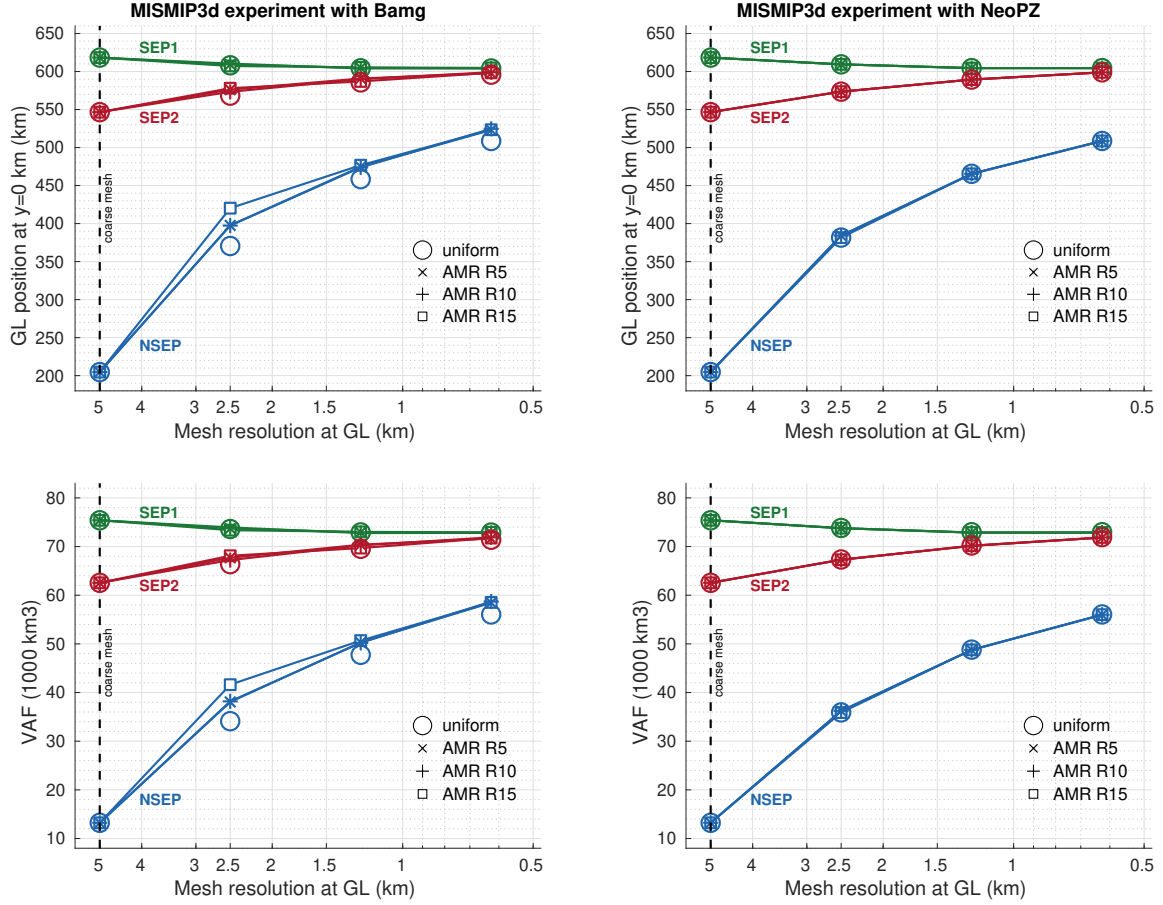 MISMIP3d experiment with Bamg
650
600
550
500
450
400
350
300
250
200
GL position at y=0 km (km)
SEP1
SEP2
NSEP
coarse mesh
uniform
AMR R5
AMR R10
AMR R15
5 4 3 2.5 2 1.5 1 0.5
Mesh resolution at GL (km)
MISMIP3d experiment with NeoPZ
650
600
550
500
450
400
350
300
250
200
GL position at y=0 km (km)
SEP1
SEP2
NSEP
coarse mesh
uniform
AMR R5
AMR R10
AMR R15
5 4 3 2.5 2 1.5 1 0.5
Mesh resolution at GL (km)
80
70
60
50
40
30
20
10
VAF (1000 km3)
SEP1
SEP2
NSEP
coarse mesh
uniform
AMR R5
AMR R10
AMR R15
5 4 3 2.5 2 1.5 1 0.5
Mesh resolution at GL (km)
80
70
60
50
40
30
20
10
VAF (1000 km3)
SEP1
SEP2
NSEP
coarse mesh
uniform
AMR R5
AMR R10
AMR R15
5 4 3 2.5 2 1.5 1 0.5
Mesh resolution at GL (km)